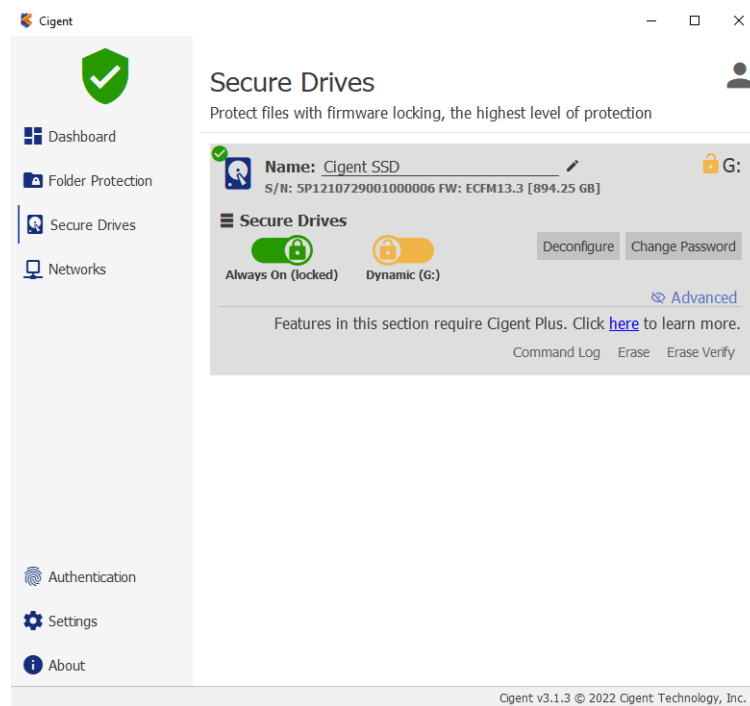 Cigent
Secure Drives
Protect files with firmware locking, the highest level of protection
Dashboard
Folder Protection
Secure Drives
Networks
Name: Cigent SSD
G:
S/N: 5P1210729001000006 FW: ECFM13.3 [894.25 GB]
Secure Drives
Always On (locked)
Dynamic (G:)
Deconfigure
Change Password
Advanced
Features in this section require Cigent Plus. Click here to learn more.
Command Log
Erase
Erase Verify
Authentication
Settings
About
Cigent v3.1.3 © 2022 Cigent Technology, Inc.